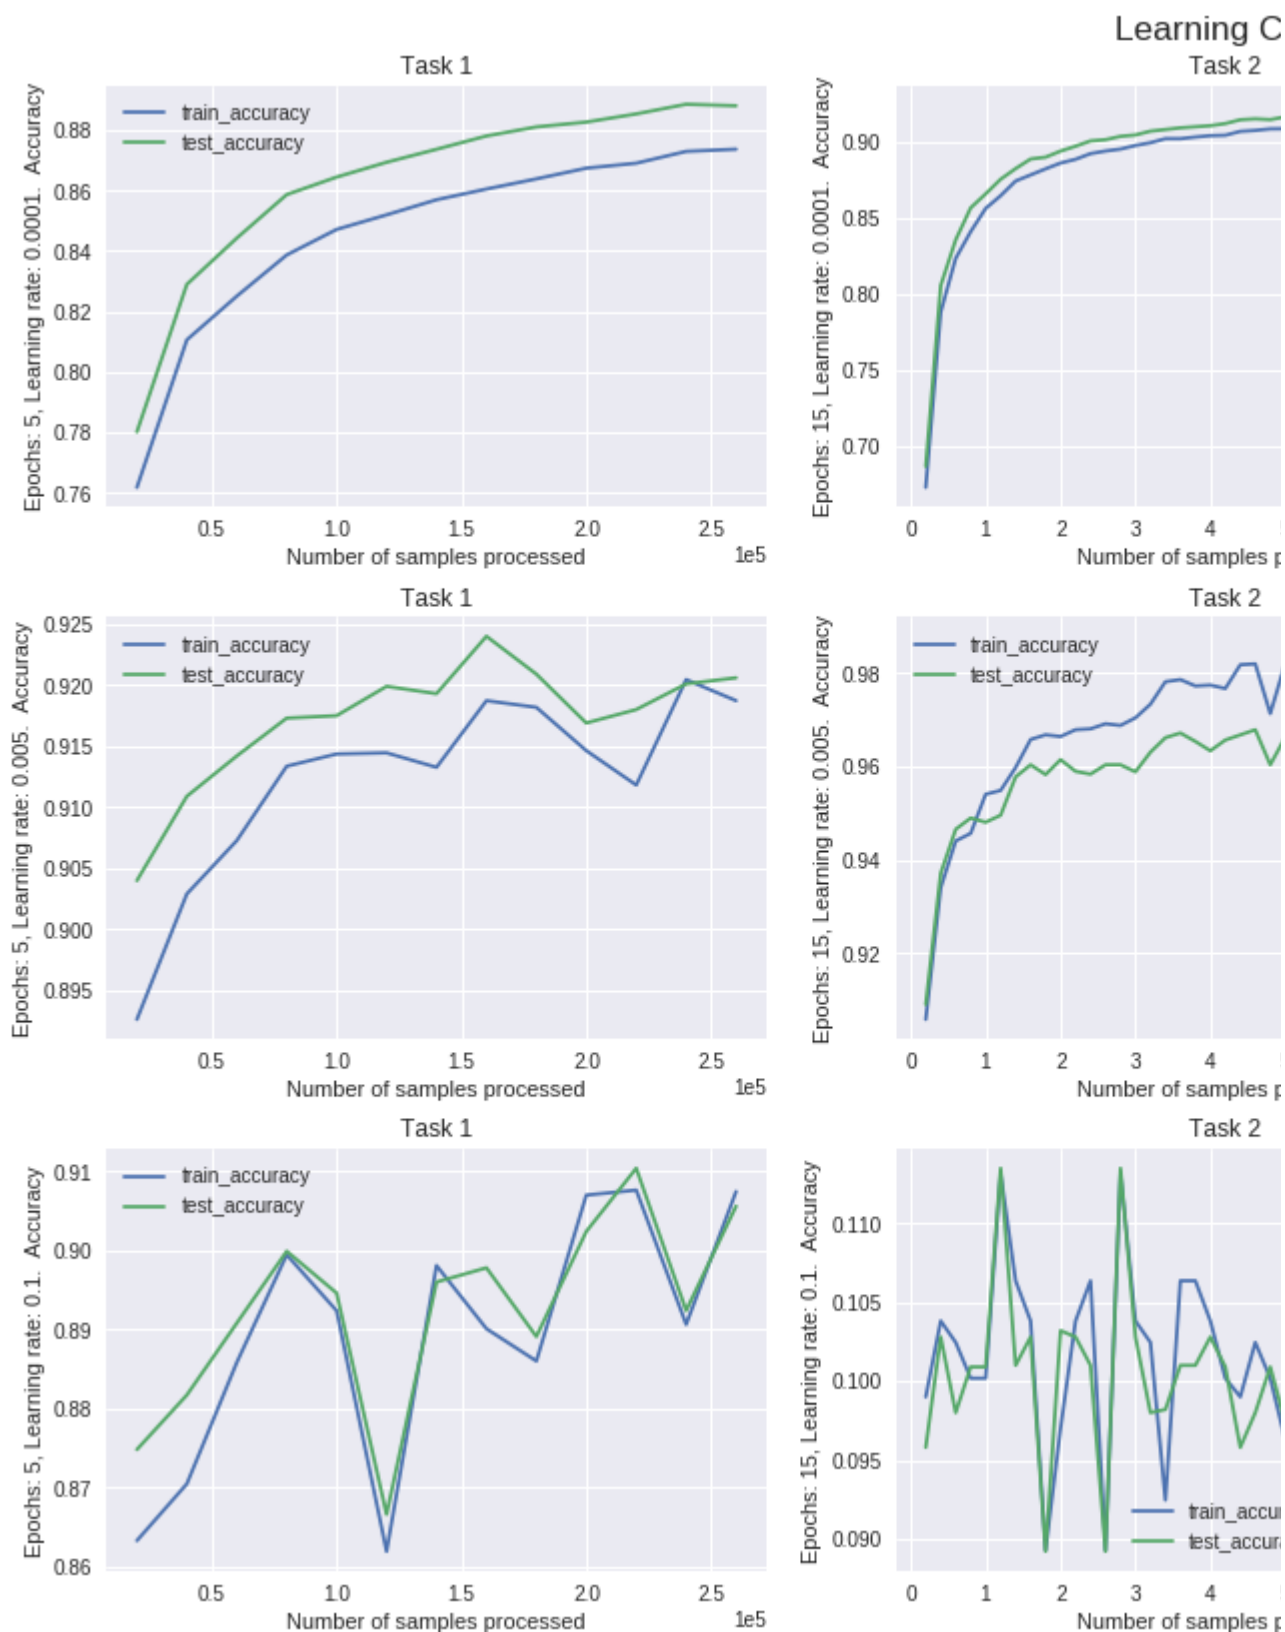 Learning C
Task 1
Epochs: 5, Learning rate: 0.0001. Accuracy
0.88
0.86
0.84
0.82
0.80
0.78
0.76
train_accuracy
test_accuracy
0.5 1.0 1.5 2.0 2.5
Number of samples processed
1e5
Task 2
Epochs: 15, Learning rate: 0.0001. Accuracy
0.90
0.85
0.80
0.75
0.70
0 1 2 3 4
Number of samples p
Task 1
Epochs: 5, Learning rate: 0.005. Accuracy
0.925
0.920
0.915
0.910
0.905
0.900
0.895
train_accuracy
test_accuracy
0.5 1.0 1.5 2.0 2.5
Number of samples processed
1e5
Task 2
Epochs: 15, Learning rate: 0.005. Accuracy
0.98
0.96
0.94
0.92
train_accuracy
test_accuracy
0 1 2 3 4
Number of samples p
Task 1
Epochs: 5, Learning rate: 0.1. Accuracy
0.91
0.90
0.89
0.88
0.87
0.86
train_accuracy
test_accuracy
0.5 1.0 1.5 2.0 2.5
Number of samples processed
1e5
Task 2
Epochs: 15, Learning rate: 0.1. Accuracy
0.110
0.105
0.100
0.095
0.090
train_accu
test_accura
0 1 2 3 4
Number of samples p